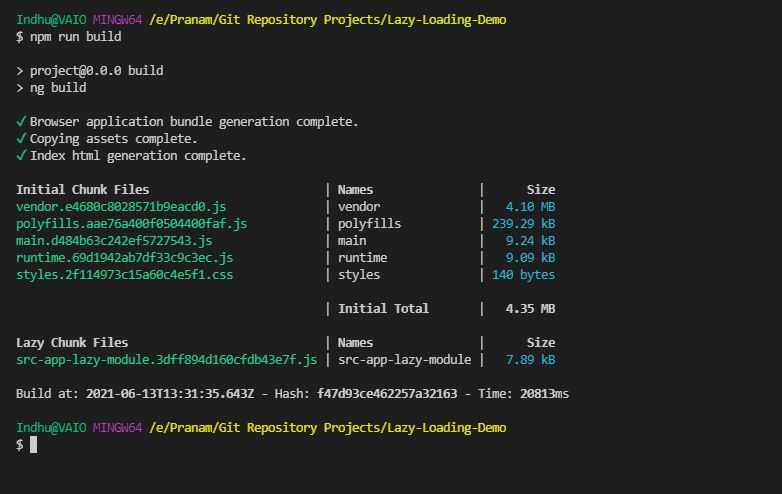 Indhu@VAIO MINGW64 /e/Pranam/Git Repository Projects/Lazy-Loading-Demo
$ npm run build
> project@0.0.0 build
> ng build
✓ Browser application bundle generation complete.
✓ Copying assets complete.
✓ Index html generation complete.
Initial Chunk Files | Names | Size
vendor.e4680c8028571b9eacd0.js | vendor | 4.10 MB
polyfills.aae76a400f0504400faf.js | polyfills | 239.29 kB
main.d484b63c242ef5727543.js | main | 9.24 kB
runtime.69d1942ab7df33c9c3ec.js | runtime | 9.09 kB
styles.2f114973c15a60c4e5f1.css | styles | 140 bytes
| Initial Total | 4.35 MB
Lazy Chunk Files | Names | Size
src-app-lazy-module.3dff894d160cfdb43e7f.js | src-app-lazy-module | 7.89 kB
Build at: 2021-06-13T13:31:35.643Z - Hash: f47d93ce462257a32163 - Time: 20813ms
Indhu@VAIO MINGW64 /e/Pranam/Git Repository Projects/Lazy-Loading-Demo
$